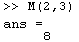 >> M(2,3)
ans =
8